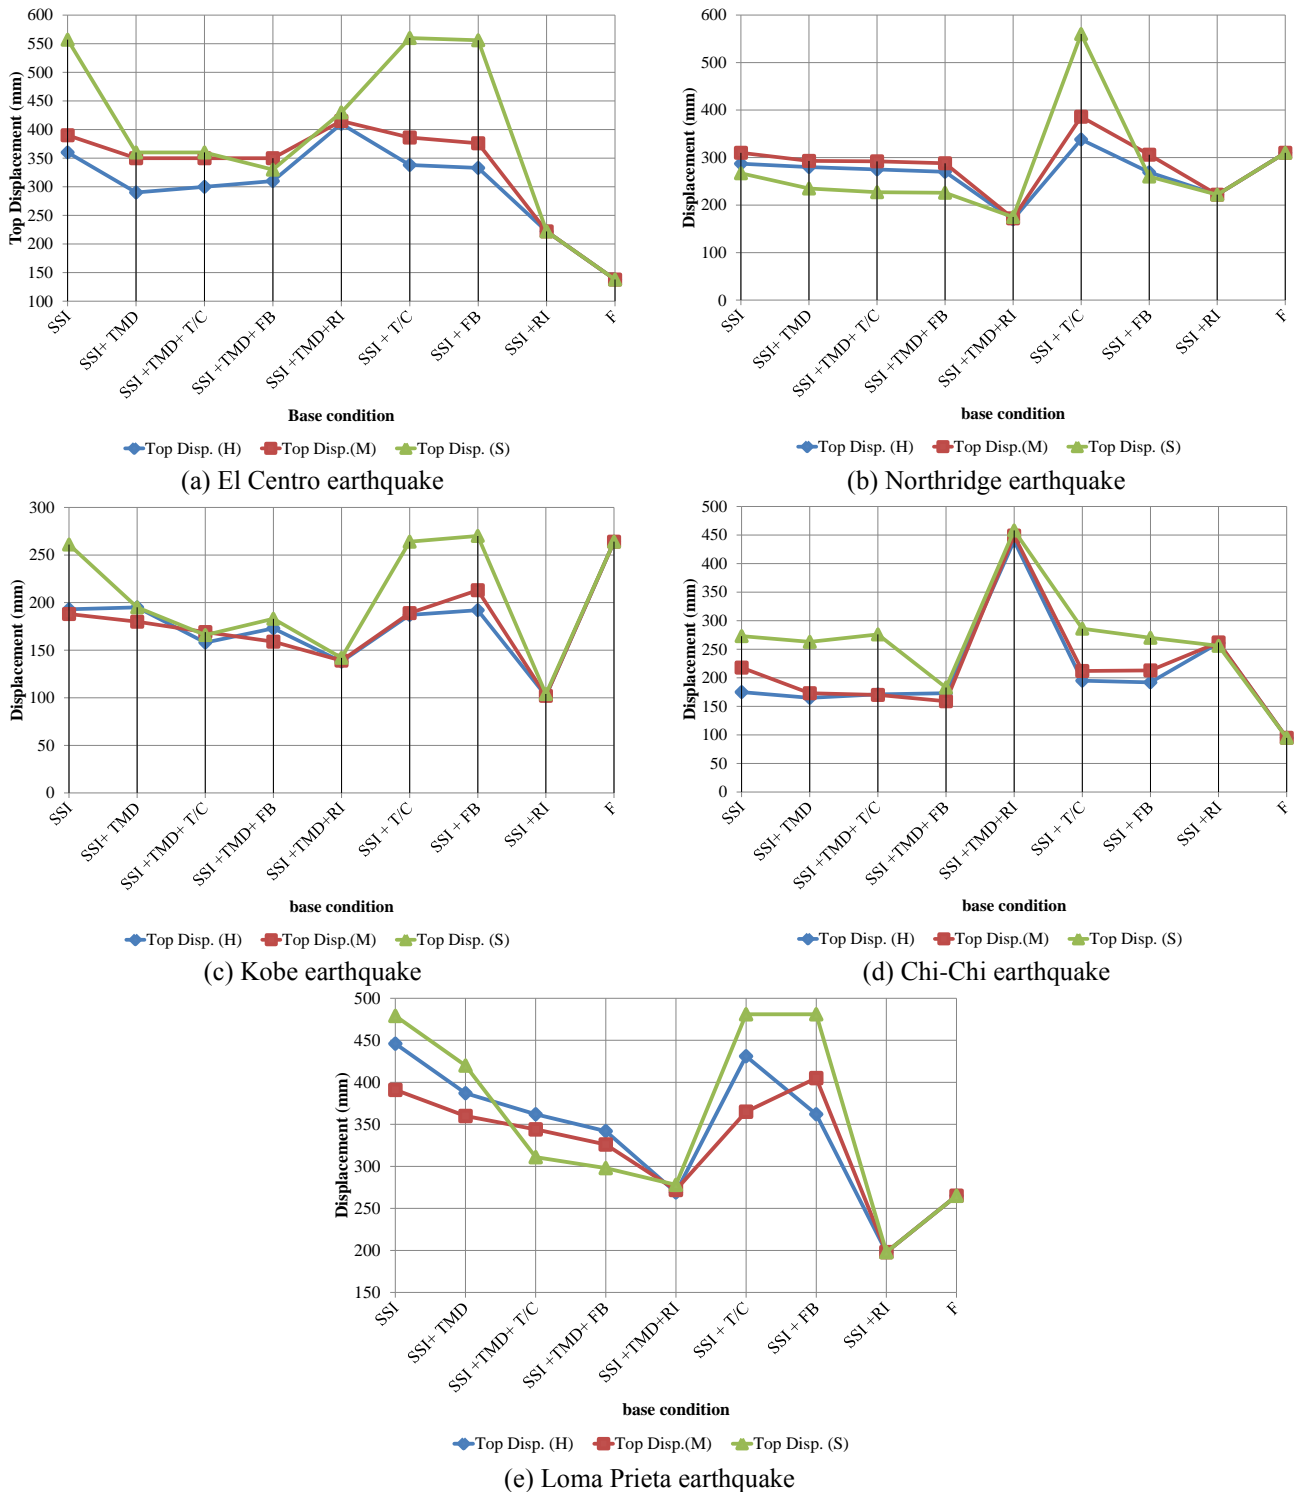 600
550
500
450
400
350
300
250
200
150
100
Top Displacement (mm)
SSI
SSI+ TMD
SSI +TMD+ T/C
SSI +TMD+ FB
SSI +TMD+RI
SSI + T/C
SSI + FB
SSI +RI
F
Base condition
Top Disp. (H) Top Disp.(M) Top Disp. (S)
(a) El Centro earthquake
600
500
400
300
200
100
0
Displacement (mm)
SSI
SSI+ TMD
SSI +TMD+ T/C
SSI +TMD+ FB
SSI +TMD+RI
SSI + T/C
SSI + FB
SSI +RI
F
base condition
Top Disp. (H) Top Disp.(M) Top Disp. (S)
(b) Northridge earthquake
300
250
200
150
100
50
0
Displacement (mm)
SSI
SSI+ TMD
SSI +TMD+ T/C
SSI +TMD+ FB
SSI +TMD+RI
SSI + T/C
SSI + FB
SSI +RI
F
base condition
Top Disp. (H) Top Disp.(M) Top Disp. (S)
(c) Kobe earthquake
500
450
400
350
300
250
200
150
100
50
0
Displacement (mm)
SSI
SSI+ TMD
SSI +TMD+ T/C
SSI +TMD+ FB
SSI +TMD+RI
SSI + T/C
SSI + FB
SSI +RI
F
base condition
Top Disp. (H) Top Disp.(M) Top Disp. (S)
(d) Chi-Chi earthquake
500
450
400
350
300
250
200
150
Displacement (mm)
SSI
SSI+ TMD
SSI +TMD+ T/C
SSI +TMD+ FB
SSI +TMD+RI
SSI + T/C
SSI + FB
SSI +RI
F
base condition
Top Disp. (H) Top Disp.(M) Top Disp. (S)
(e) Loma Prieta earthquake